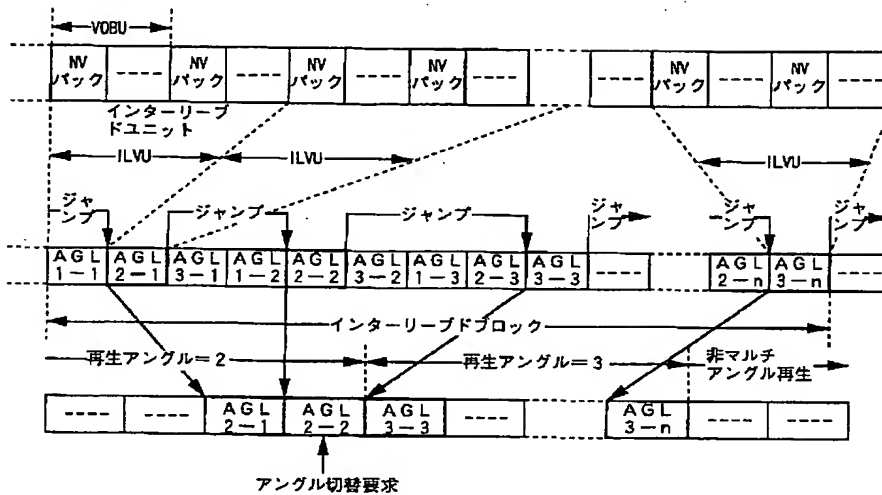 VOBU
NV
パック
----
NV
パック
----
NV
パック
----
NV
パック
----
----
NV
パック
----
NV
パック
----
インターリーブ
ドユニット
ILVU
ILVU
ILVU
ジャ
ンプ
ジャンプ
ジャンプ
ジャ
ンプ
ジャ
ンプ
ジャ
ンプ
AGL
1-1
AGL
2-1
AGL
3-1
AGL
1-2
AGL
2-2
AGL
3-2
AGL
1-3
AGL
2-3
AGL
3-3
----
AGL
2-n
AGL
3-n
----
インターリーブドブロック
再生アングル=2
再生アングル=3
非マルチ
アングル再生
----
----
AGL
2-1
AGL
2-2
AGL
3-3
----
AGL
3-n
----
----
アングル切替要求